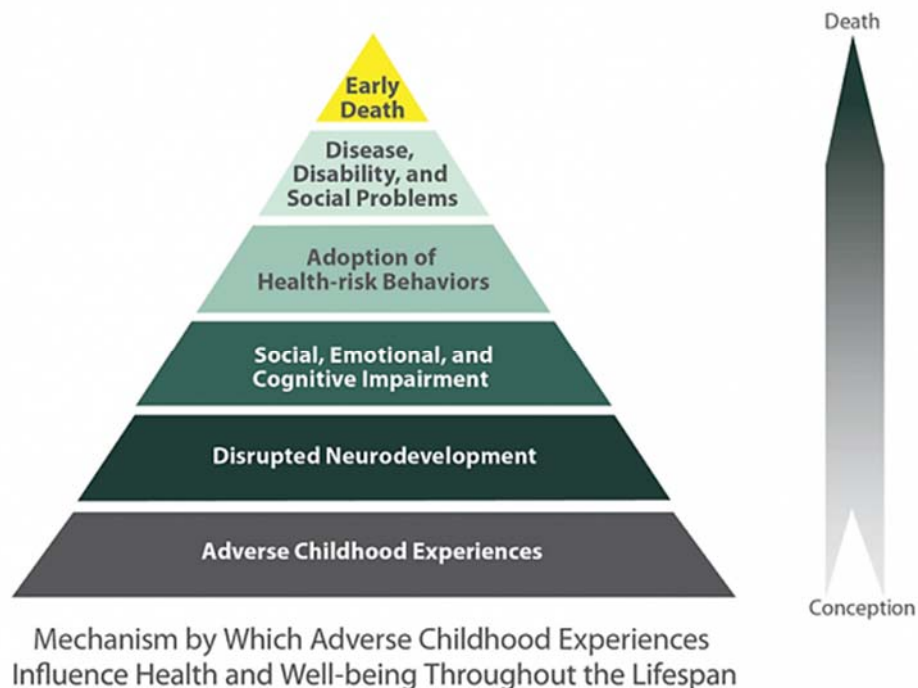 Death
Early
Death
Disease,
Disability, and
Social Problems
Adoption of
Health-risk Behaviors
Social, Emotional, and
Cognitive Impairment
Disrupted Neurodevelopment
Adverse Childhood Experiences
Conception
Mechanism by Which Adverse Childhood Experiences
Influence Health and Well-being Throughout the Lifespan